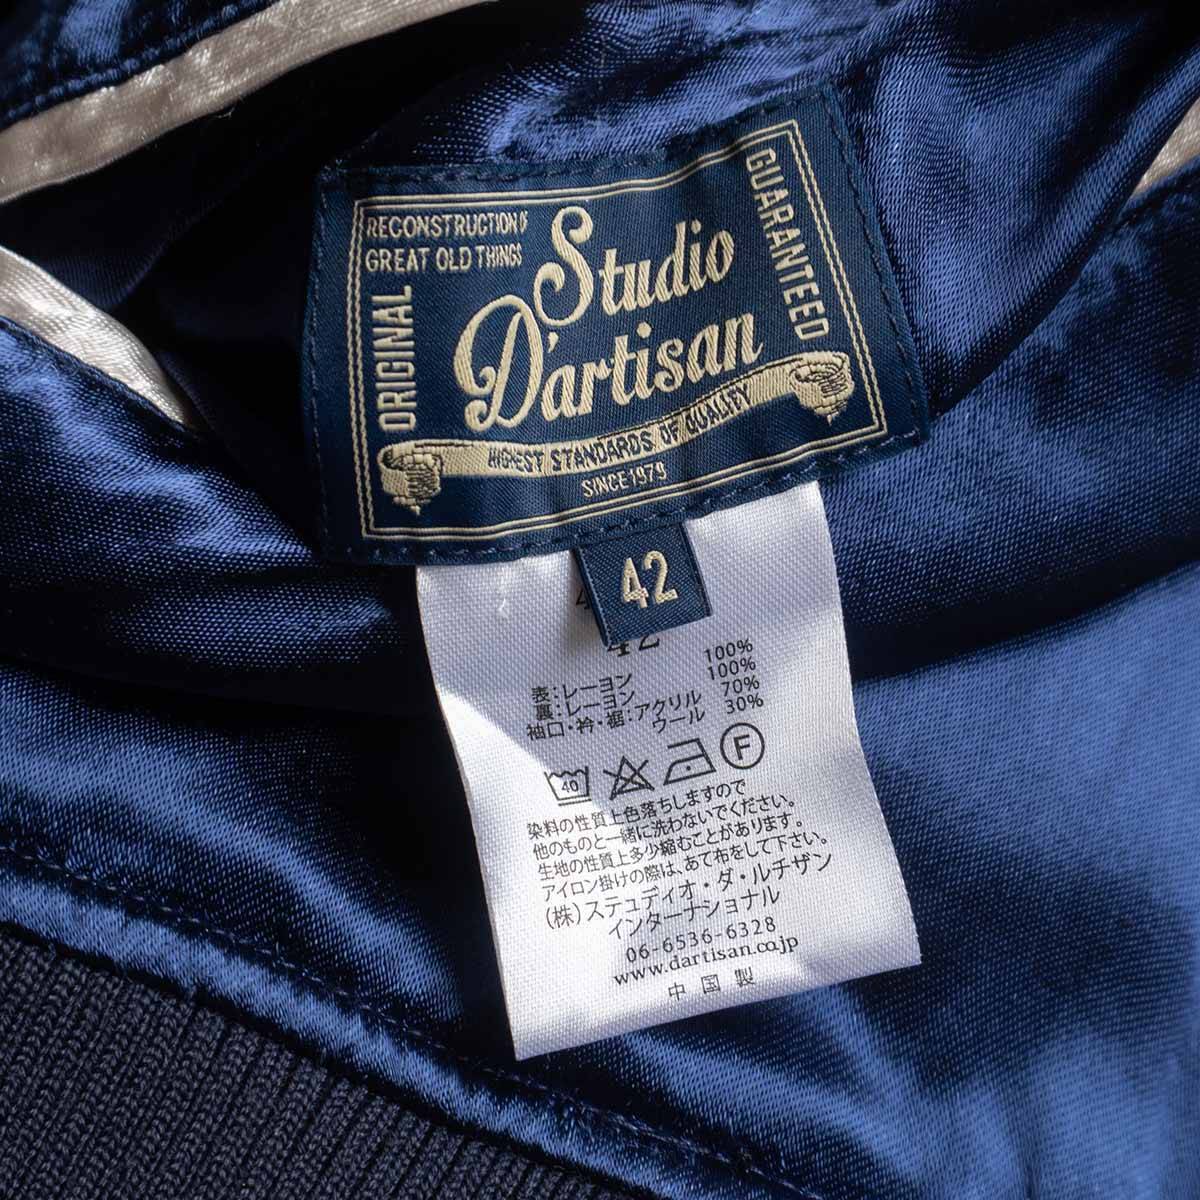 RECONSTRUCTION OF
GREAT OLD THINGS
ORIGINAL
Studio
D'artisan
GUARANTEED
HIGHEST STANDARDS OF QUALITY
SINCE1979
42
42
表:レーヨン 100%
裏:レーヨン 100%
袖口・衿・裾:アクリル 70%
ウール 30%
40
F
染料の性質上色落ちしますので
他のものと一緒に洗わないでください。
生地の性質上多少縮むことがあります。
アイロン掛けの際は、あて布をして下さい。
(株)ステュディオ・ダ・ルチザン
インターナショナル
06-6536-6328
www.dartisan.co.jp
中国製